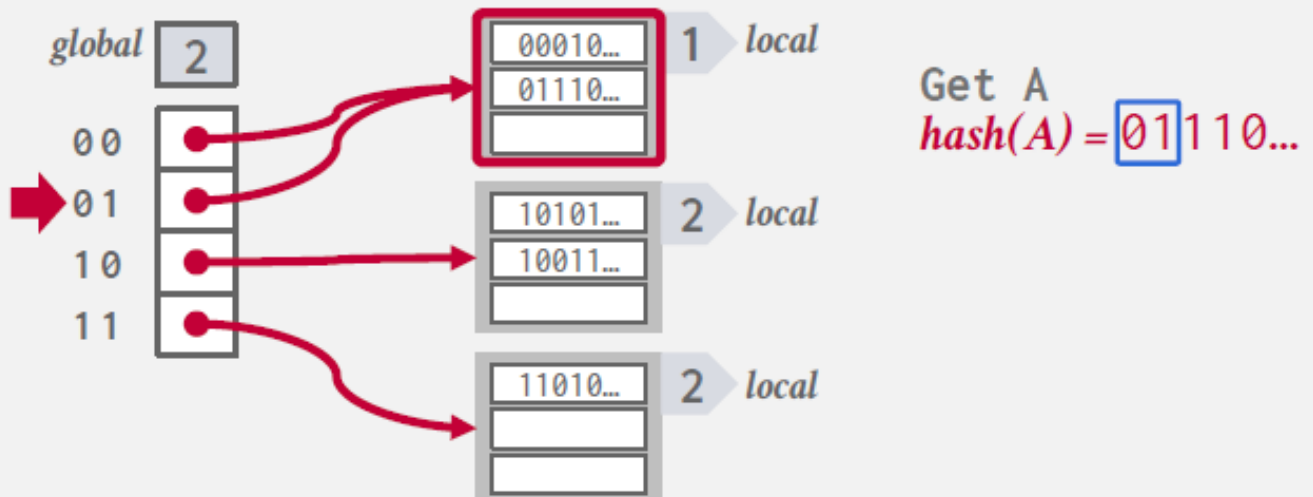 global 2
00
01
10
11
00010…
01110…
1 local
10101…
10011…
2 local
11010…
2 local
Get A
hash(A) = 01110…